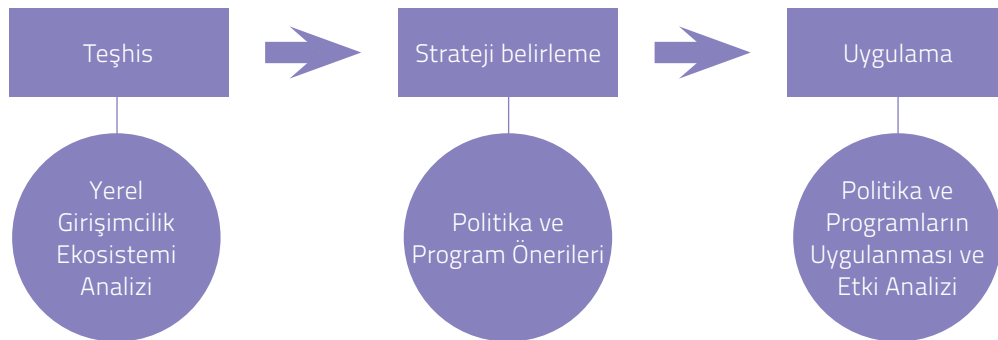 Teşhis
Strateji belirleme
Uygulama
Yerel
Girişimcilik
Ekosistemi
Analizi
Politika ve
Program Önerileri
Politika ve
Programların
Uygulanması ve
Etki Analizi